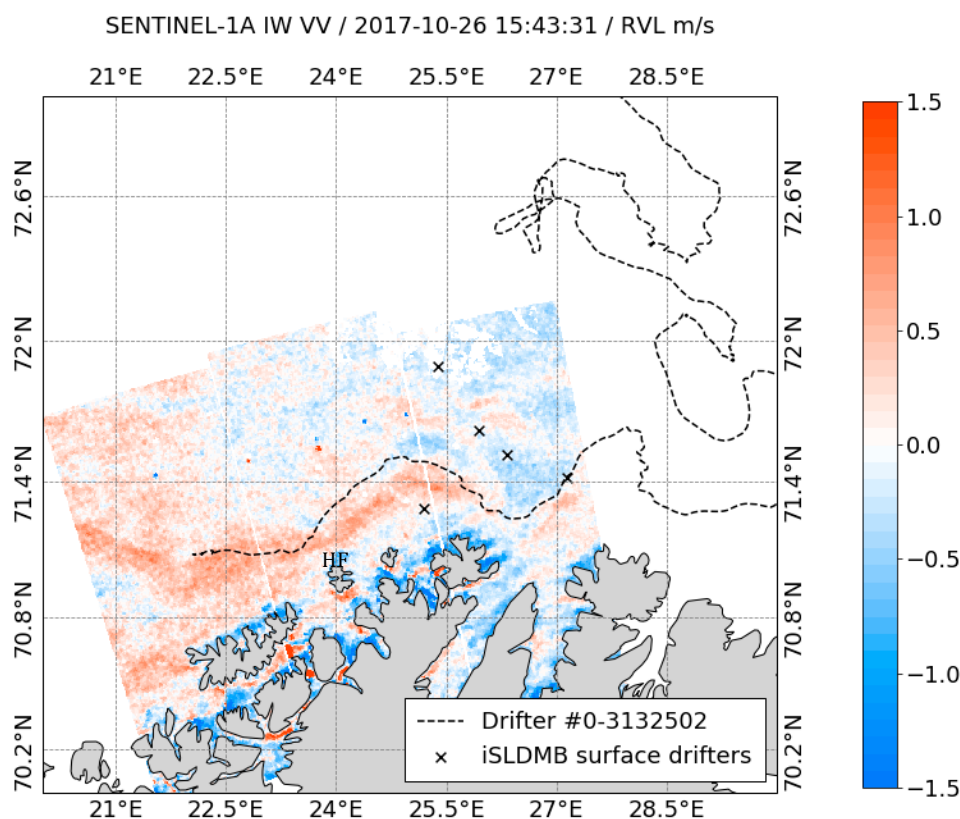 SENTINEL-1A IW VV / 2017-10-26 15:43:31 / RVL m/s
21°E 22.5°E 24°E 25.5°E 27°E 28.5°E
72.6°N 72.6°N
72°N 72°N
71.4°N 71.4°N
70.8°N 70.8°N
70.2°N 70.2°N
HF
Drifter #0-3132502
iSLDMB surface drifters
21°E 22.5°E 24°E 25.5°E 27°E 28.5°E
1.5
1.0
0.5
0.0
−0.5
−1.0
−1.5